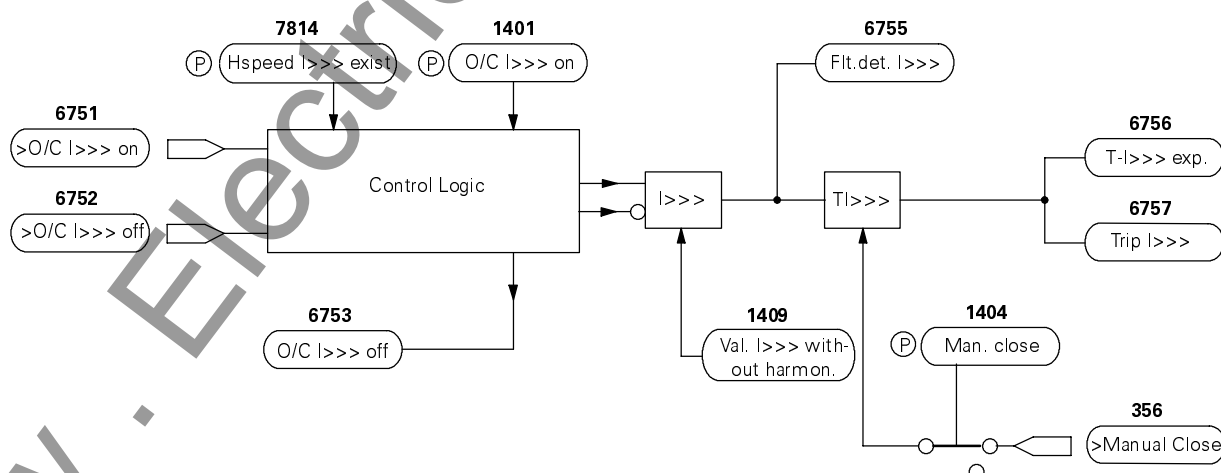 7814
1401
6755
P
Hspeed I>>> exist
P
O/C I>>> on
Flt.det. I>>>
6751
>O/C I>>> on
6756
T-I>>> exp.
Control Logic
6752
>O/C I>>> off
I>>>
TI>>>
6757
Trip I>>>
6753
O/C I>>> off
1409
Val. I>>> with-
out harmon.
1404
P
Man. close
356
>Manual Close
. Electri